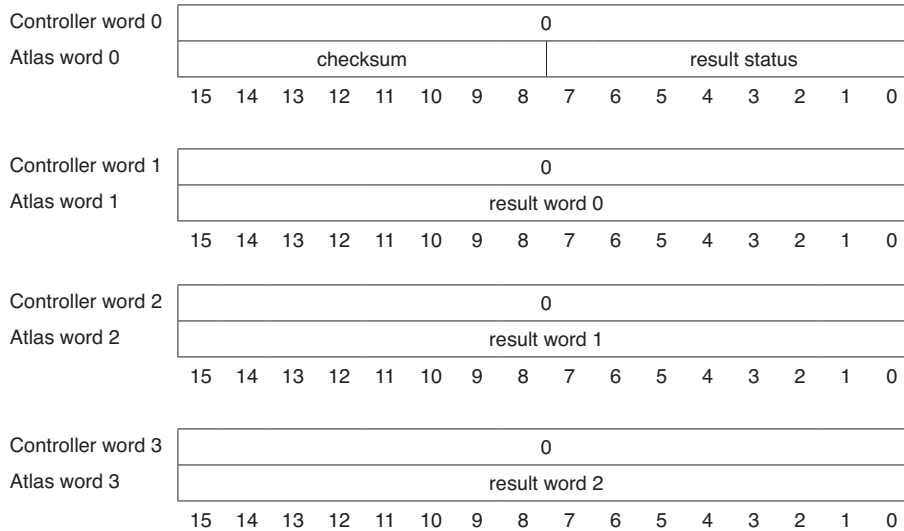 Controller word 0 0
Atlas word 0 checksum result status
15 14 13 12 11 10 9 8 7 6 5 4 3 2 1 0
Controller word 1 0
Atlas word 1 result word 0
15 14 13 12 11 10 9 8 7 6 5 4 3 2 1 0
Controller word 2 0
Atlas word 2 result word 1
15 14 13 12 11 10 9 8 7 6 5 4 3 2 1 0
Controller word 3 0
Atlas word 3 result word 2
15 14 13 12 11 10 9 8 7 6 5 4 3 2 1 0